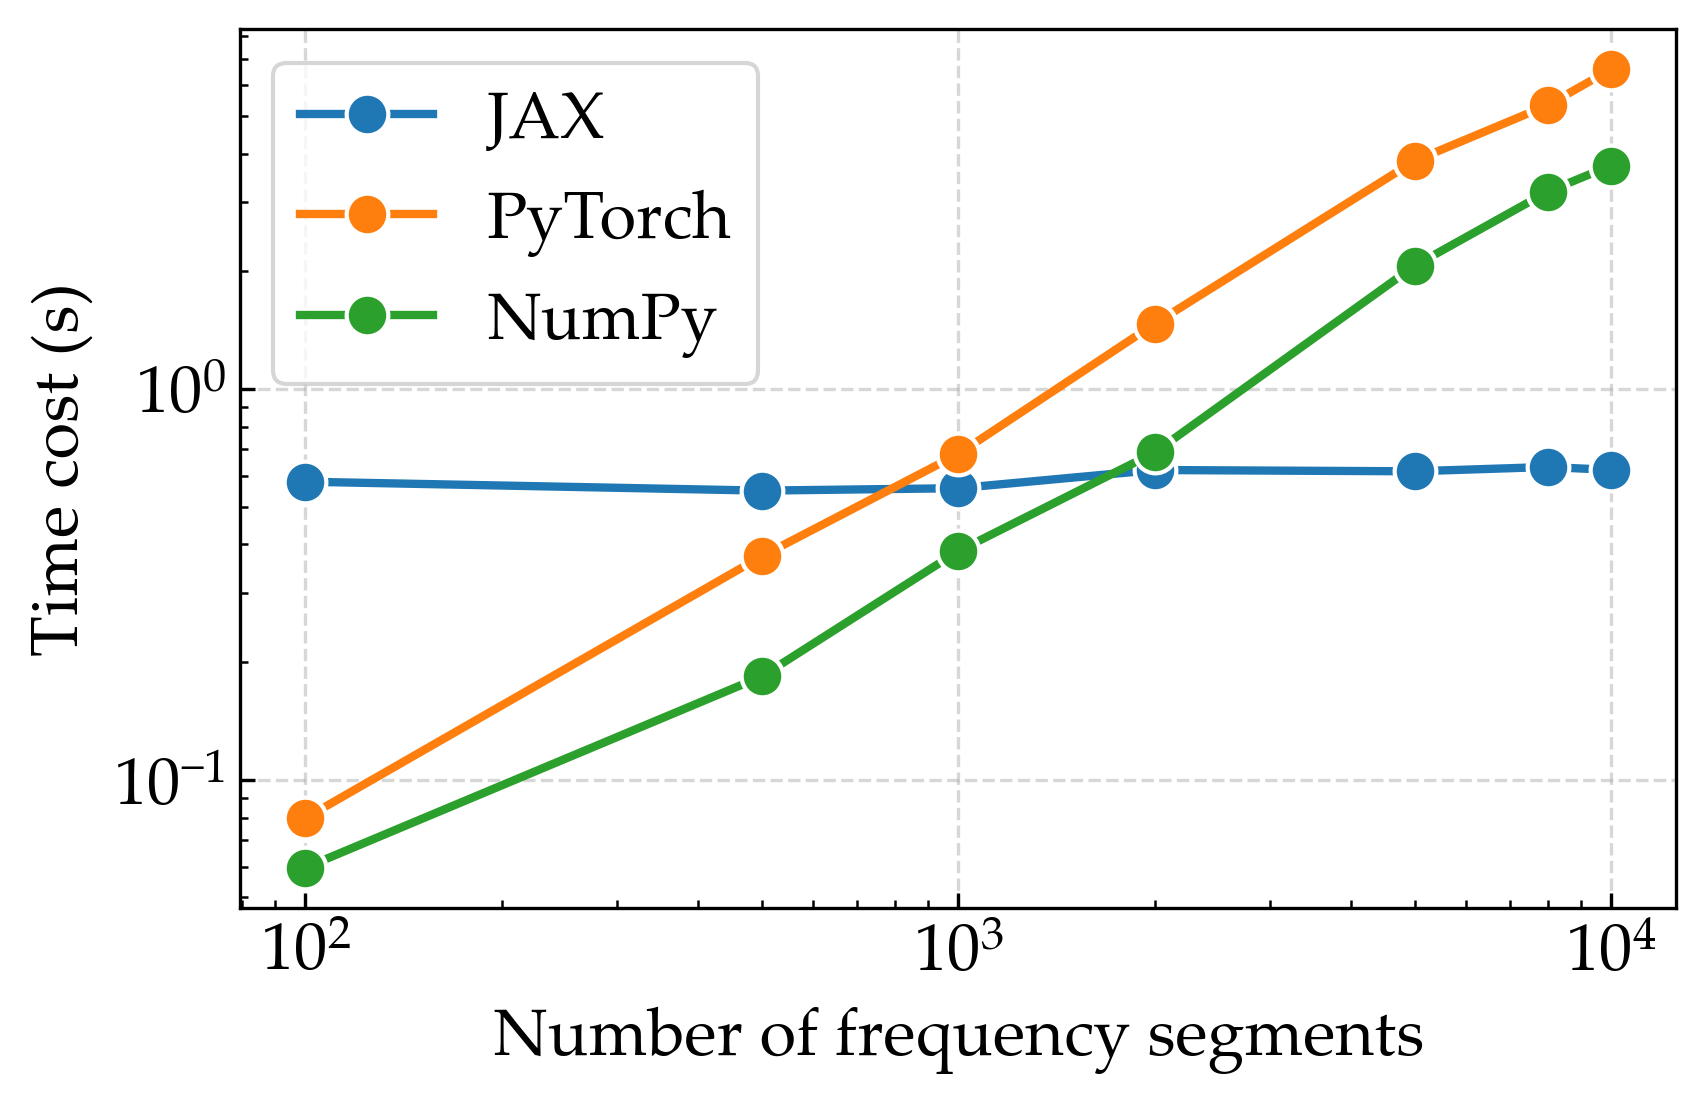 JAX
PyTorch
NumPy
Time cost (s)
10⁰
10⁻¹
10² 10³ 10⁴
Number of frequency segments